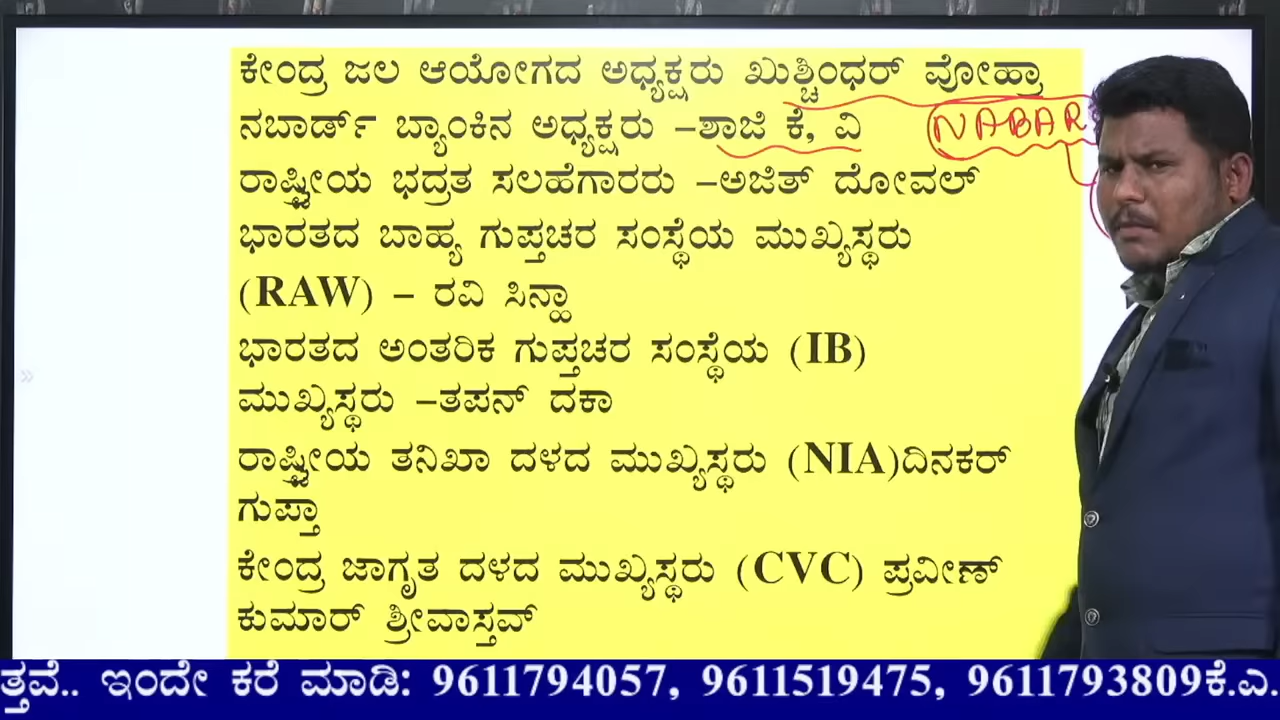 ಕೇಂದ್ರ ಜಲ ಆಯೋಗದ ಅಧ್ಯಕ್ಷರು ಖುಶ್ಚಿಂಧರ್ ವೋಹ್ರಾ
ನಬಾರ್ಡ್ ಬ್ಯಾಂಕಿನ ಅಧ್ಯಕ್ಷರು –ಶಾಜಿ ಕೆ, ವಿ NABAR
ರಾಷ್ಟ್ರೀಯ ಭದ್ರತ ಸಲಹೆಗಾರರು –ಅಜಿತ್ ದೋವಲ್
ಭಾರತದ ಬಾಹ್ಯ ಗುಪ್ತಚರ ಸಂಸ್ಥೆಯ ಮುಖ್ಯಸ್ಥರು
(RAW) – ರವಿ ಸಿನ್ಹಾ
ಭಾರತದ ಅಂತರಿಕ ಗುಪ್ತಚರ ಸಂಸ್ಥೆಯ (IB)
ಮುಖ್ಯಸ್ಥರು –ತಪನ್ ದಕಾ
ರಾಷ್ಟ್ರೀಯ ತನಿಖಾ ದಳದ ಮುಖ್ಯಸ್ಥರು (NIA)ದಿನಕರ್
ಗುಪ್ತಾ
ಕೇಂದ್ರ ಜಾಗೃತ ದಳದ ಮುಖ್ಯಸ್ಥರು (CVC) ಪ್ರವೀಣ್
ಕುಮಾರ್ ಶ್ರೀವಾಸ್ತವ್
ತ್ತವೆ.. ಇಂದೇ ಕರೆ ಮಾಡಿ: 9611794057, 9611519475, 9611793809ಕೆ.ಎ.